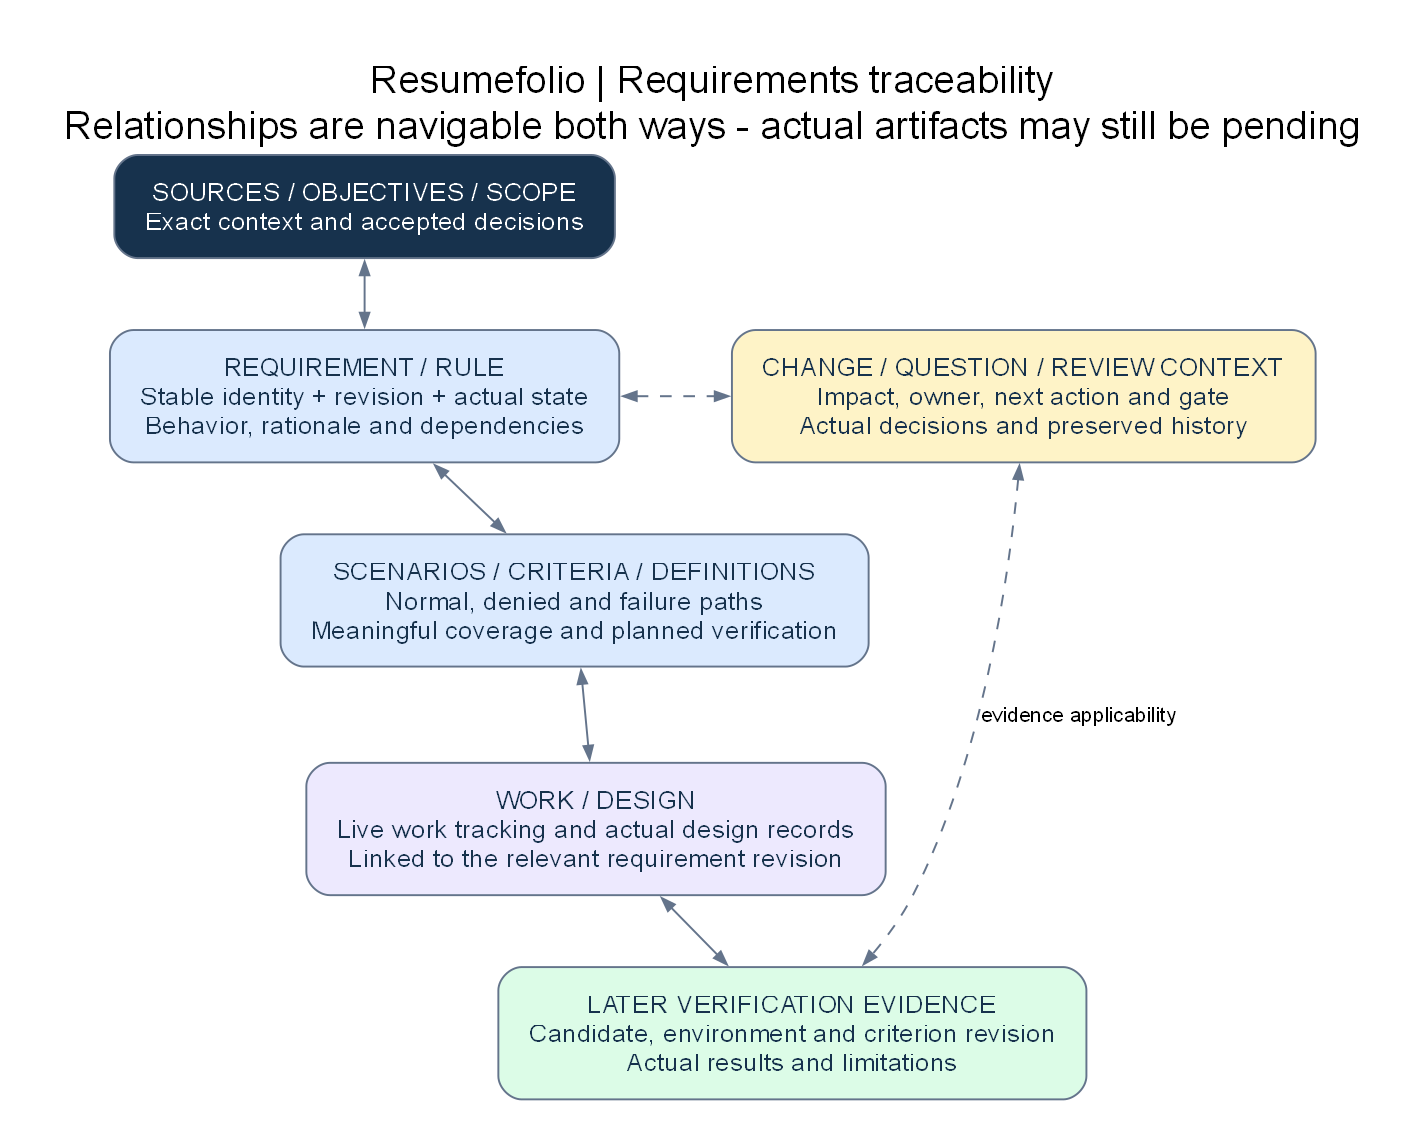 Resumefolio | Requirements traceability
Relationships are navigable both ways - actual artifacts may still be pending
SOURCES / OBJECTIVES / SCOPE
Exact context and accepted decisions
REQUIREMENT / RULE
Stable identity + revision + actual state
Behavior, rationale and dependencies
CHANGE / QUESTION / REVIEW CONTEXT
Impact, owner, next action and gate
Actual decisions and preserved history
SCENARIOS / CRITERIA / DEFINITIONS
Normal, denied and failure paths
Meaningful coverage and planned verification
evidence applicability
WORK / DESIGN
Live work tracking and actual design records
Linked to the relevant requirement revision
LATER VERIFICATION EVIDENCE
Candidate, environment and criterion revision
Actual results and limitations